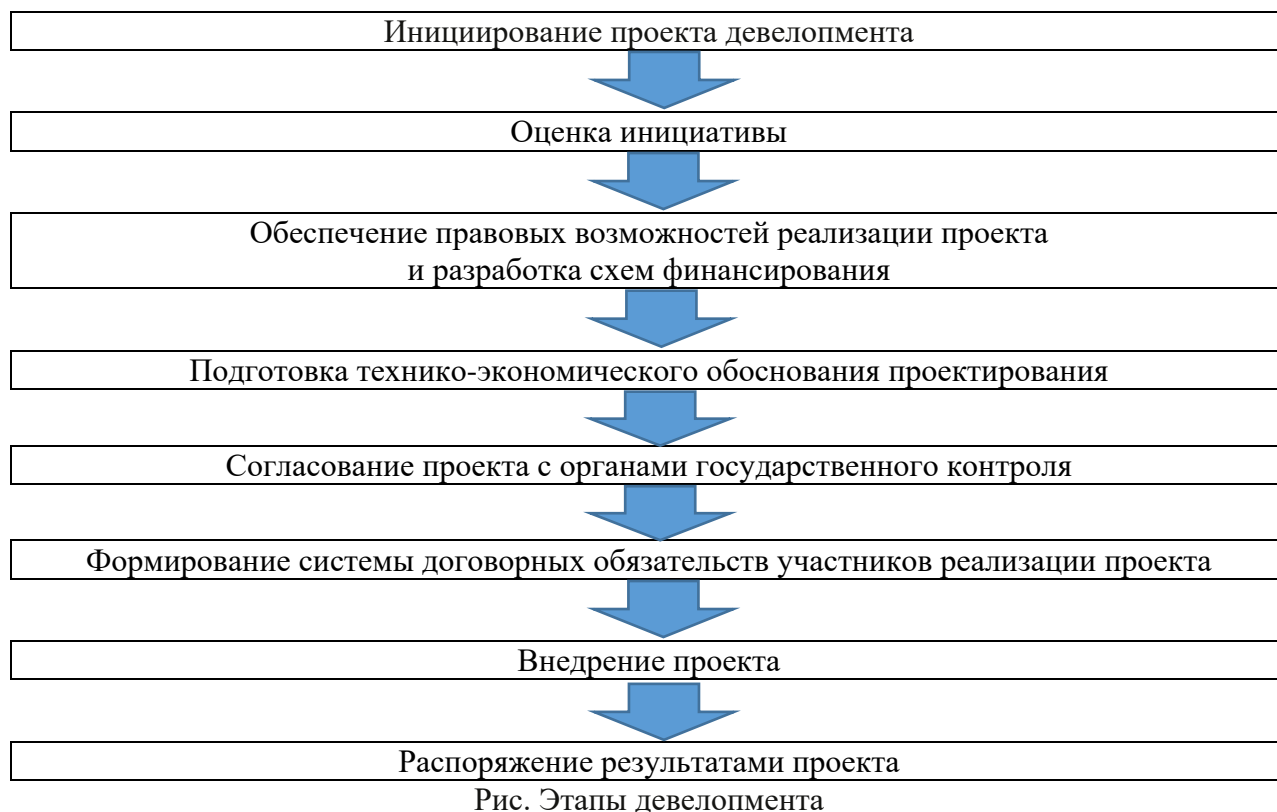 Инициирование проекта девелопмента
Оценка инициативы
Обеспечение правовых возможностей реализации проекта
и разработка схем финансирования
Подготовка технико-экономического обоснования проектирования
Согласование проекта с органами государственного контроля
Формирование системы договорных обязательств участников реализации проекта
Внедрение проекта
Распоряжение результатами проекта
Рис. Этапы девелопмента